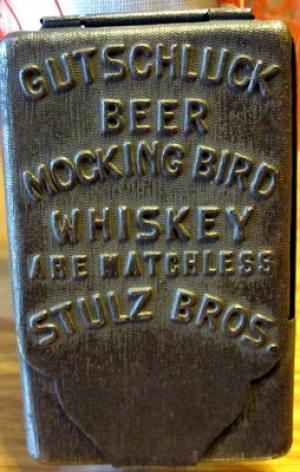 GUTSCHLUCK
BEER
MOCKING BIRD
WHISKEY
ARE MATCHLESS
STULZ BROS.